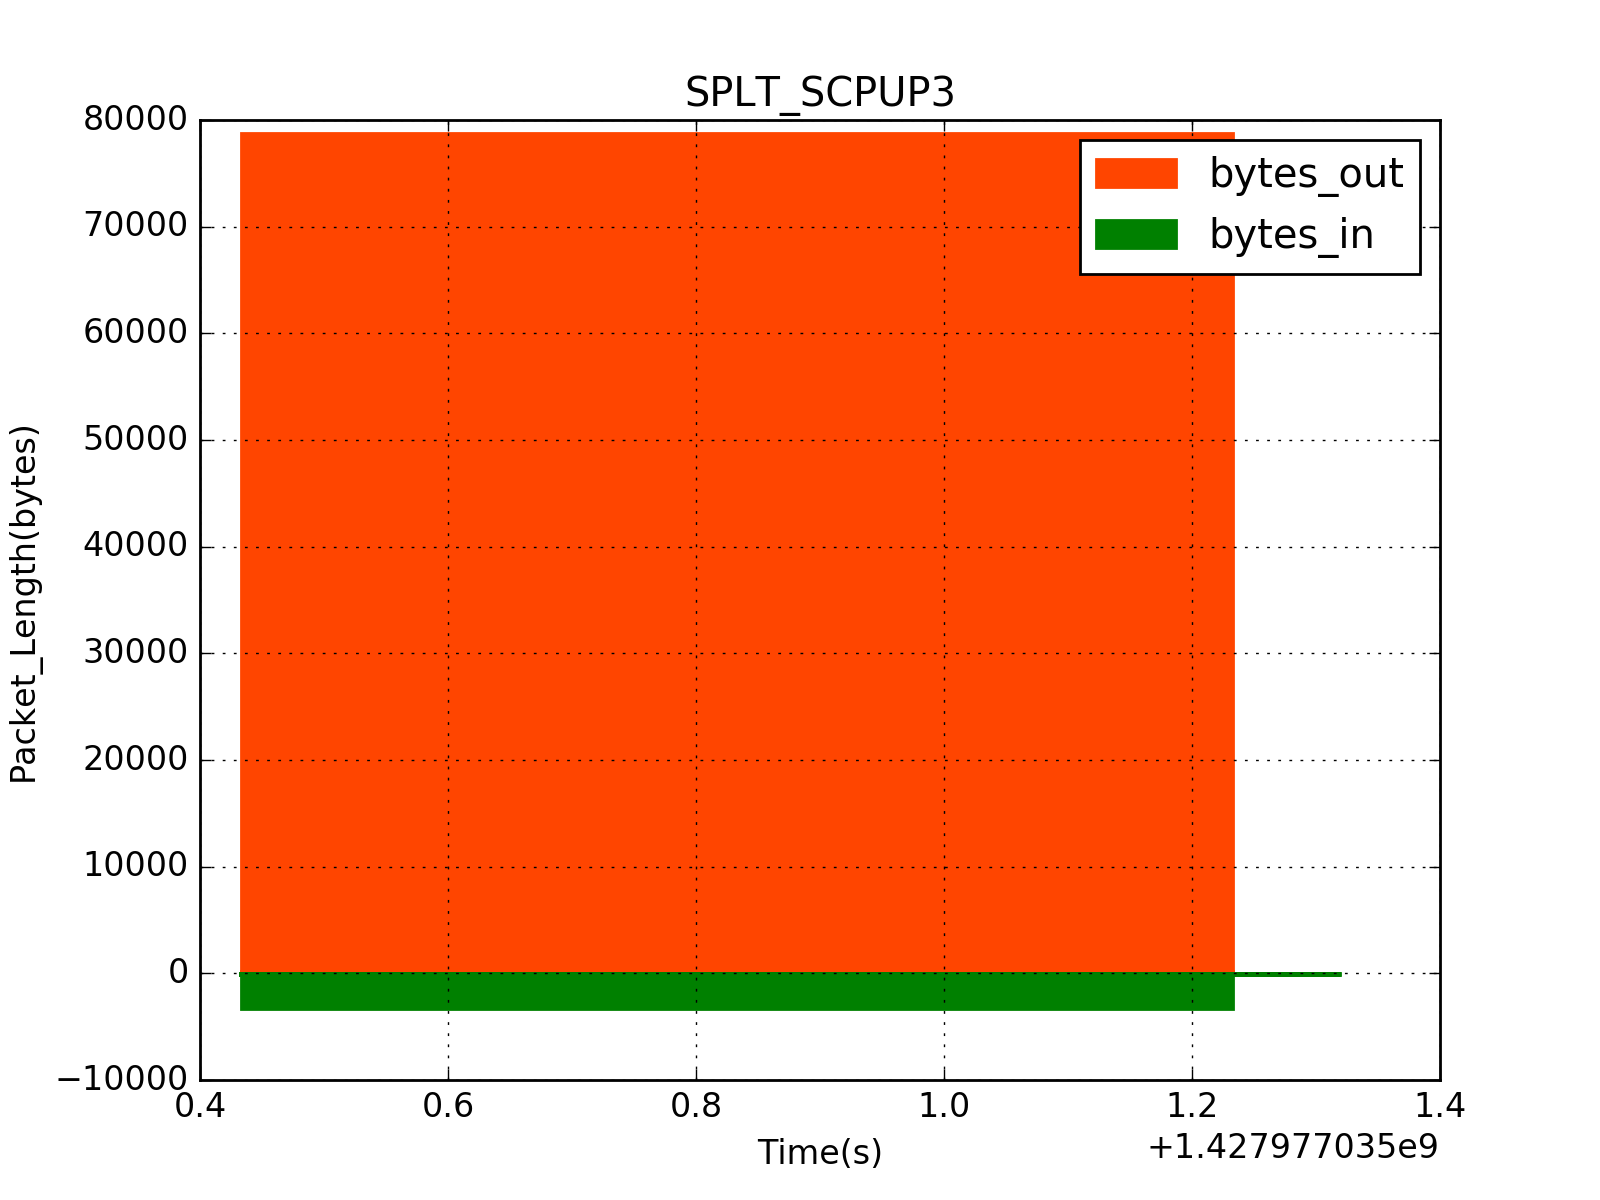 SPLT_SCPUP3
80000
70000
60000
50000
40000
30000
20000
10000
0
−10000
Packet_Length(bytes)
bytes_out
bytes_in
0.4 0.6 0.8 1.0 1.2 1.4
Time(s)
+1.427977035e9